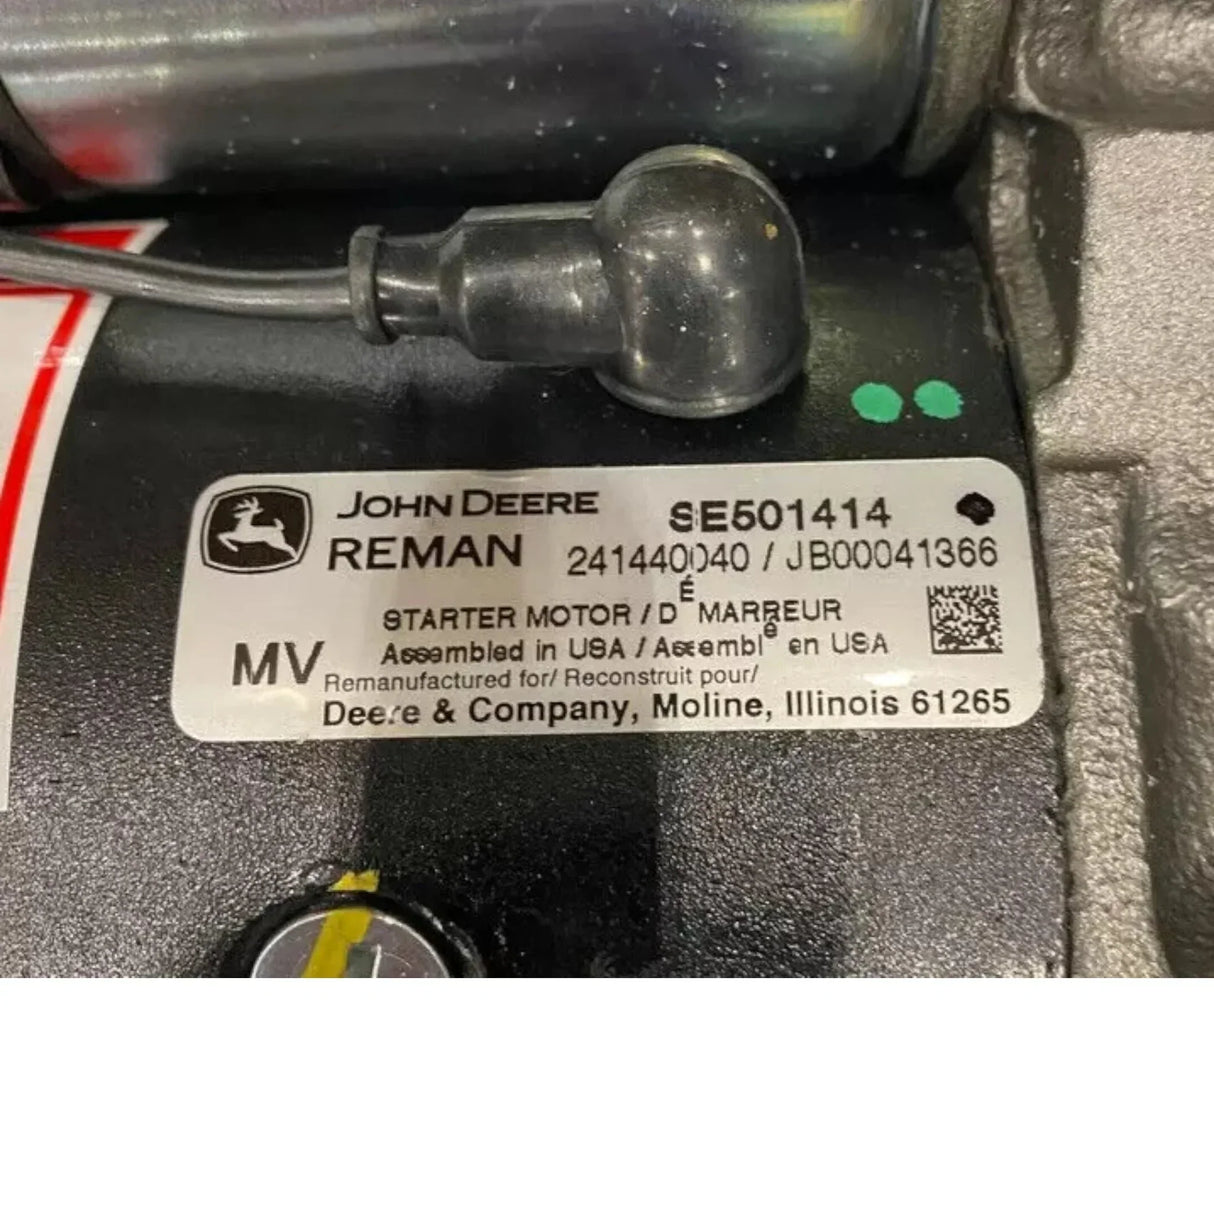 JOHN DEERE SE501414
REMAN 241440040 / JB00041366
STARTER MOTOR / DÉMARREUR
MV Assembled in USA / Assemblé en USA
Remanufactured for/ Reconstruit pour/
Deere & Company, Moline, Illinois 61265